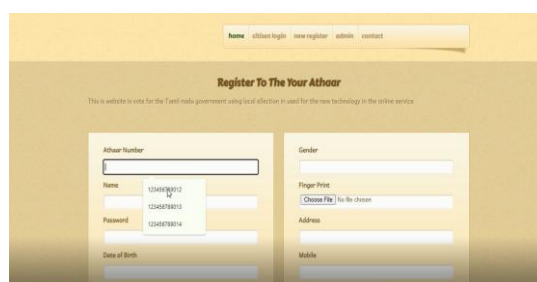 home citizen login new register admin contact
Register To The Your Athaar
This is website is vote for the Tamil nadu government using local ellection in used for the new technology in the online service
Athaar Number
123456789012
123456789013
123456789014
Name
Password
Date of Birth
Gender
Finger Print
Choose File No file chosen
Address
Mobile